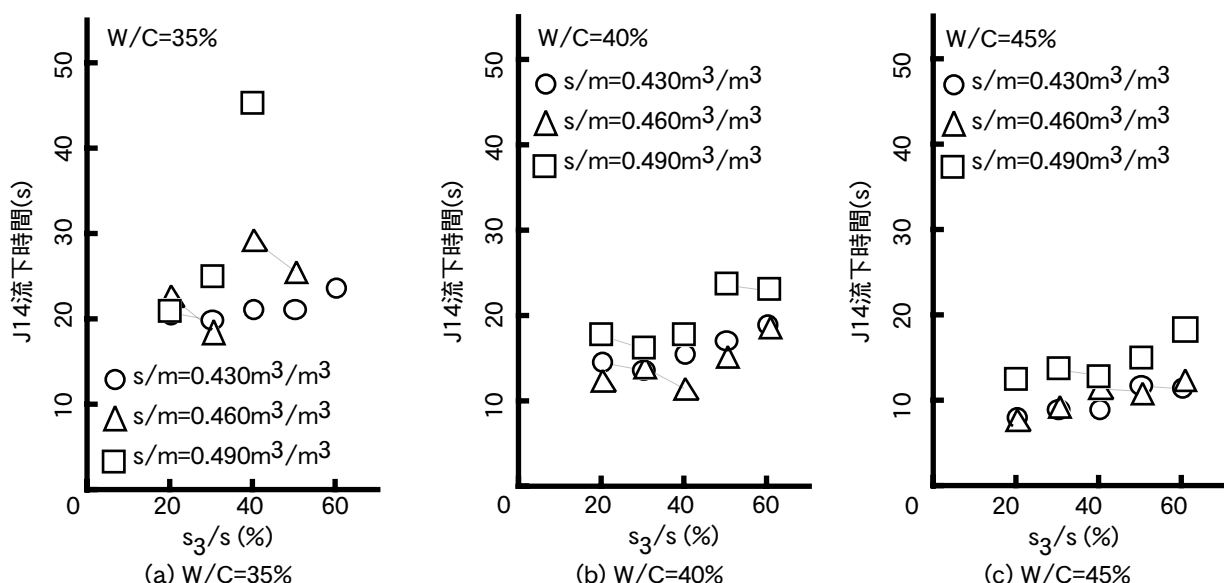 W/C=35%
50
40
30
20
10
0
20
40
60
J14流下時間(s)
s/m=0.430m³/m³
s/m=0.460m³/m³
s/m=0.490m³/m³
s₃/s (%)
(a) W/C=35%
W/C=40%
s/m=0.430m³/m³
s/m=0.460m³/m³
s/m=0.490m³/m³
50
40
30
20
10
0
20
40
60
J14流下時間(s)
s₃/s (%)
(b) W/C=40%
W/C=45%
s/m=0.430m³/m³
s/m=0.460m³/m³
s/m=0.490m³/m³
50
40
30
20
10
0
20
40
60
J14流下時間(s)
s₃/s (%)
(c) W/C=45%